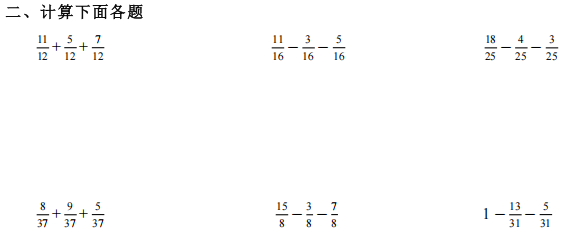 二、计算下面各题
11/12 + 5/12 + 7/12 11/16 − 3/16 − 5/16 18/25 − 4/25 − 3/25
8/37 + 9/37 + 5/37 15/8 − 3/8 − 7/8 1 − 13/31 − 5/31